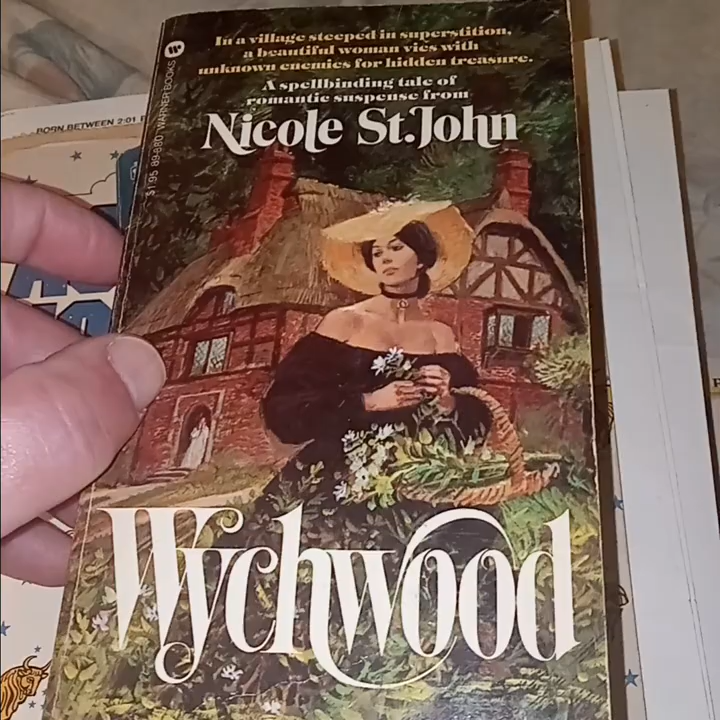 In a village steeped in superstition,
a beautiful woman vies with
unknown enemies for hidden treasure.
A spellbinding tale of
romantic suspense from
Nicole St. John
W
$1.95 89-680 WARNER BOOKS
Wychwood
BORN BETWEEN 2:01